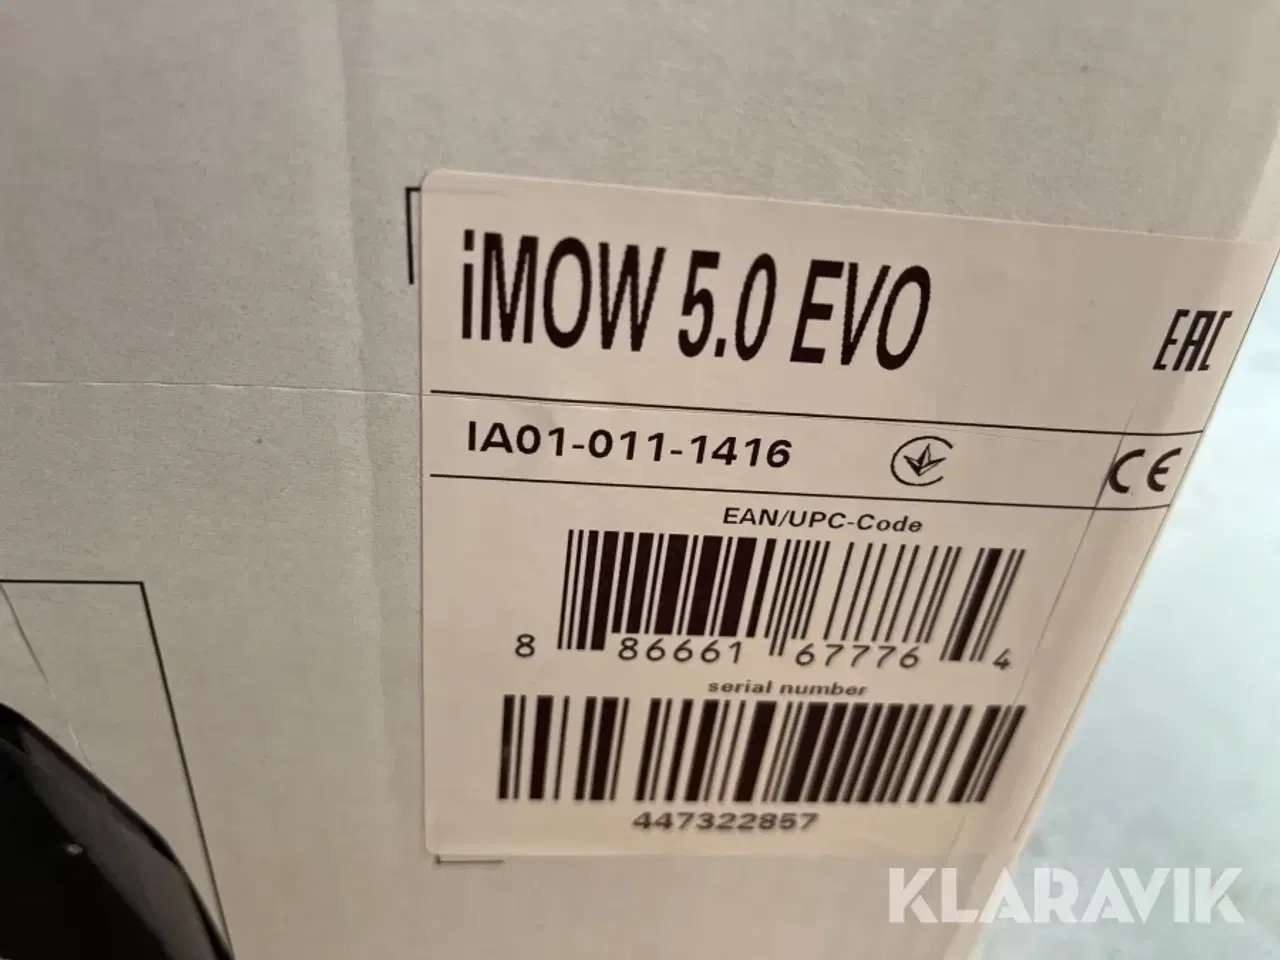 iMOW 5.0 EVO
EAC
IA01-011-1416
CE
EAN/UPC-Code
8 86661 67776 4
serial number
447322857
KLARAVIK